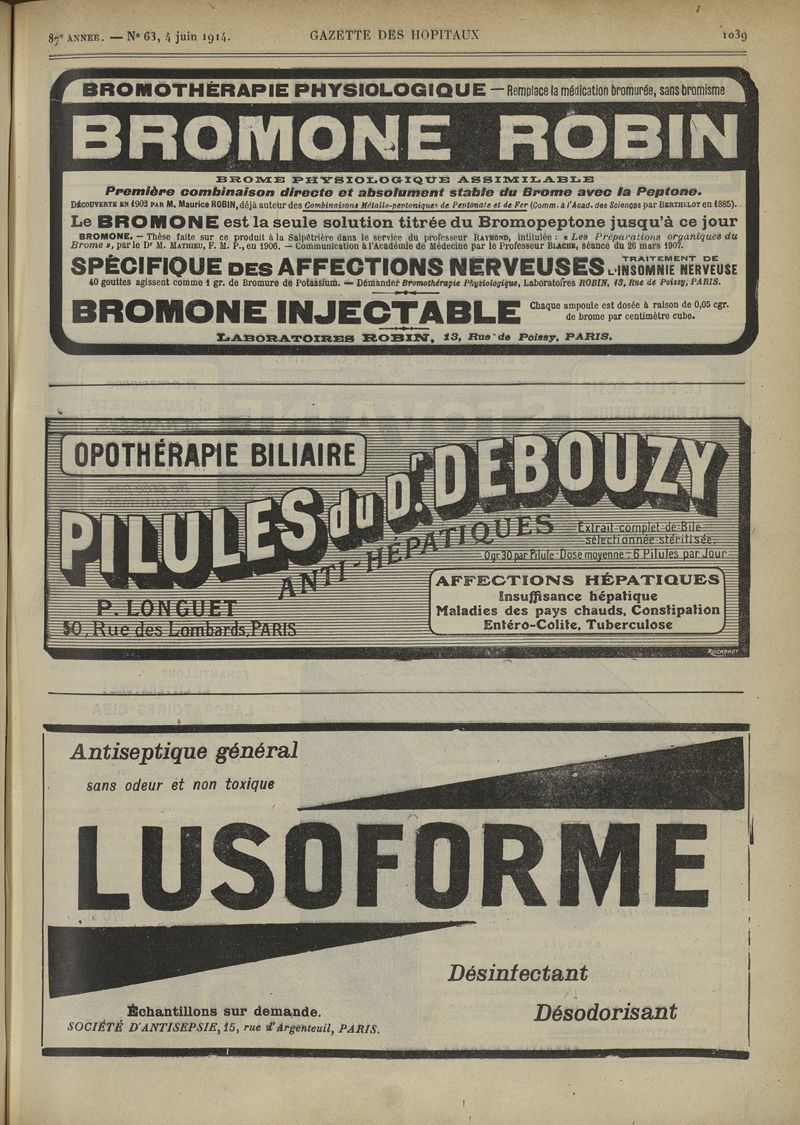 87e ANNEE. — No 63, 4 juin 1914. GAZETTE DES HOPITAUX 1039
BROMOTHÉRAPIE PHYSIOLOGIQUE — Remplace la médication bromurée, sans bromisme
BROMONE ROBIN
BROME PHYSIOLOGIQUE ASSIMILABLE
Première combinaison directe et absolument stable du Brome avec la Peptone.
DÉCOUVERTE EN 1902 PAR M. Maurice ROBIN, déjà auteur des Combinaisons Métallo-peptoniques de Peptonate et de Fer (Comm. à l'Acad. des Sciences par BERTHELOT en 1885).
Le BROMONE est la seule solution titrée du Bromopeptone jusqu'à ce jour
BROMONE. — Thèse faite sur ce produit à la Salpêtrière dans le service du professeur RAYMOND, intitulée : « Les Préparations organiques du
Brome », par le Dr M. MATHIEU, F. M. P., en 1906. — Communication à l'Académie de Médecine par le Professeur BLACHE, séance du 26 mars 1907.
SPÉCIFIQUE DES AFFECTIONS NERVEUSES TRAITEMENT DE
L'INSOMNIE NERVEUSE
40 gouttes agissent comme 1 gr. de Bromure de Potassium. — Demander Bromothérapie Physiologique, Laboratoires ROBIN, 13, Rue de Poissy, PARIS.
BROMONE INJECTABLE Chaque ampoule est dosée à raison de 0,05 cgr.
de brome par centimètre cube.
LABORATOIRES ROBIN, 13, Rue de Poissy, PARIS.
OPOTHÉRAPIE BILIAIRE
PILULES du Dr. DEBOUZY
ANTI-HÉPATIQUES
Extrait complet de Bile
sélectionnée stérilisée.
0gr30 par Pilule - Dose moyenne : 6 Pilules par Jour
P. LONGUET
50, Rue des Lombards, PARIS
AFFECTIONS HÉPATIQUES
Insuffisance hépatique
Maladies des pays chauds, Constipation
Entéro-Colite, Tuberculose
RUCKERT
Antiseptique général
sans odeur et non toxique
LUSOFORME
Désinfectant
Désodorisant
Échantillons sur demande.
SOCIÉTÉ D'ANTISEPSIE, 15, rue d'Argenteuil, PARIS.